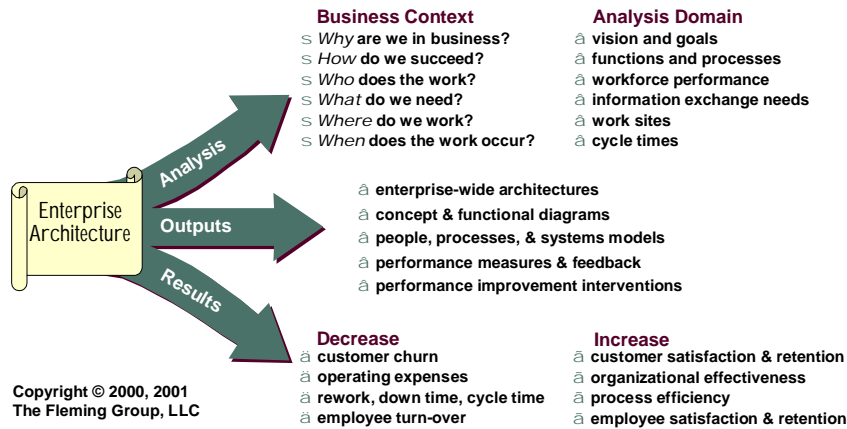 Business Context
s Why are we in business?
s How do we succeed?
s Who does the work?
s What do we need?
s Where do we work?
s When does the work occur?
Analysis Domain
â vision and goals
â functions and processes
â workforce performance
â information exchange needs
â work sites
â cycle times
Analysis
Enterprise
Architecture
Outputs
â enterprise-wide architectures
â concept & functional diagrams
â people, processes, & systems models
â performance measures & feedback
â performance improvement interventions
Results
Decrease
ä customer churn
ä operating expenses
ä rework, down time, cycle time
ä employee turn-over
Increase
ã customer satisfaction & retention
ã organizational effectiveness
ã process efficiency
ã employee satisfaction & retention
Copyright © 2000, 2001
The Fleming Group, LLC